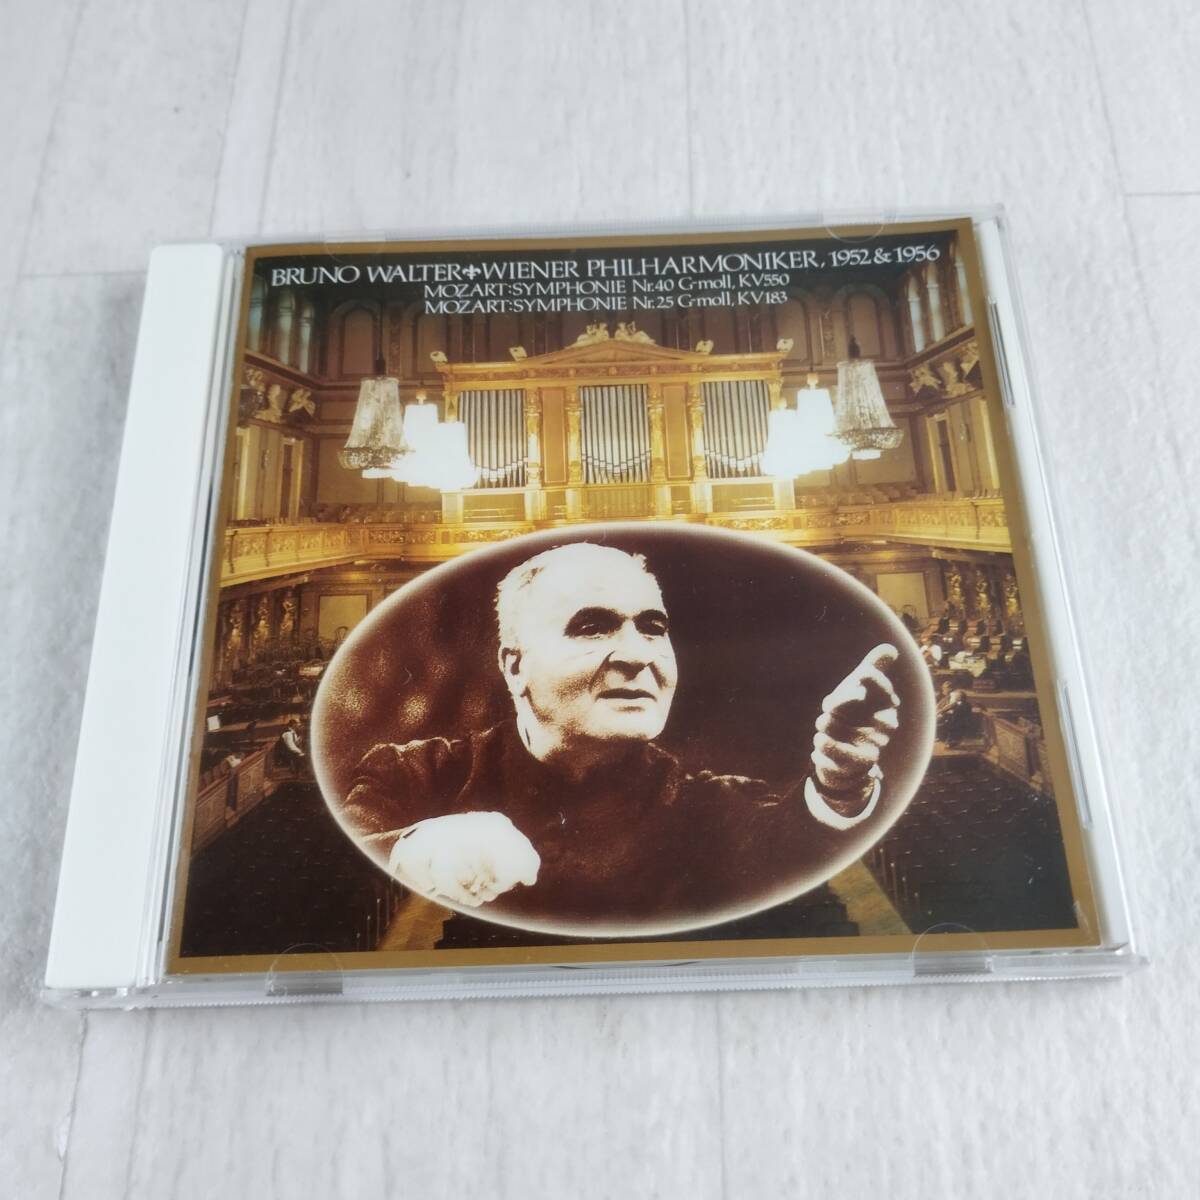 BRUNO WALTER⚜WIENER PHILHARMONIKER, 1952 & 1956
MOZART:SYMPHONIE Nr.40 G-moll, KV550
MOZART:SYMPHONIE Nr.25 G-moll, KV183